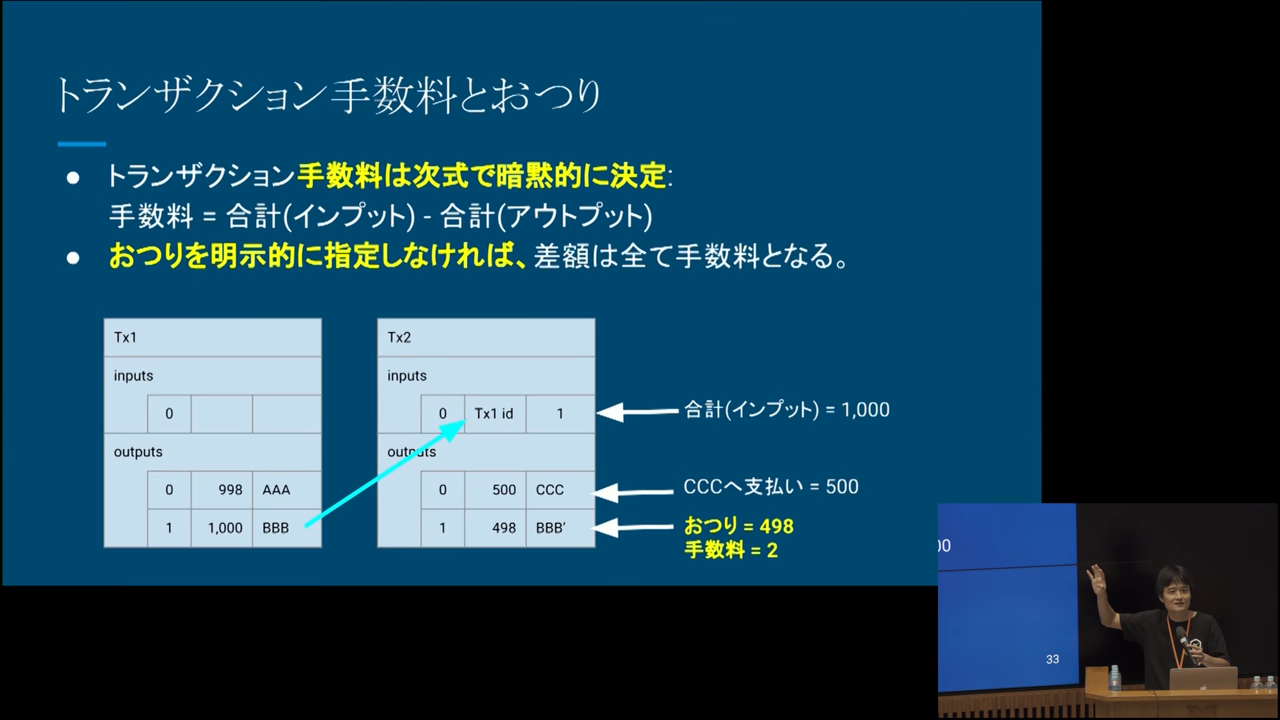 トランザクション手数料とおつり
● トランザクション手数料は次式で暗黙的に決定:
手数料 = 合計(インプット) - 合計(アウトプット)
● おつりを明示的に指定しなければ、差額は全て手数料となる。
Tx1
inputs
0
outputs
0 998 AAA
1 1,000 BBB
Tx2
inputs
0 Tx1 id 1
outputs
0 500 CCC
1 498 BBB’
合計(インプット) = 1,000
CCCへ支払い = 500
おつり = 498
手数料 = 2
00
33